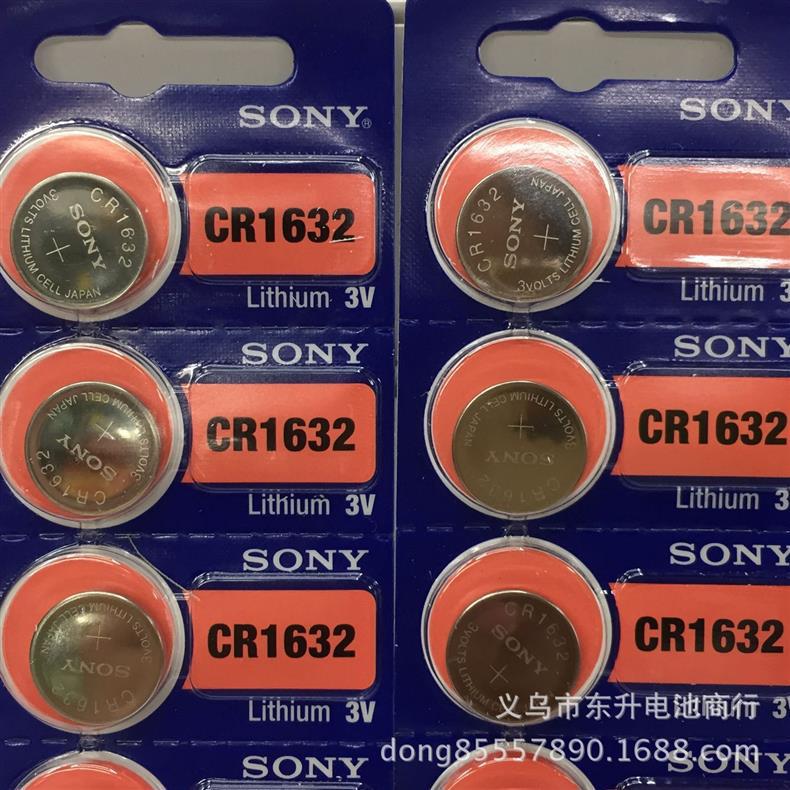 SONY®
CR1632
SONY
3VOLTS LITHIUM CELL JAPAN
CR1632
Lithium 3V
SONY
CR1632
SONY
3VOLTS LITHIUM CELL JAPAN
CR1632
Lithium 3V
SONY
CR1632
SONY
3VOLTS LITHIUM CELL JAPAN
CR1632
Lithium 3V
SONY
SONY
CR1632
SONY
3VOLTS LITHIUM CELL JAPAN
CR1632
Lithium
SONY
CR1632
SONY
3VOLTS LITHIUM CELL JAPAN
CR1632
Lithium 3
SONY
CR1632
SONY
3VOLTS LITHIUM CELL JAPAN
CR1632
3V
SONY
义乌市东升电池商行
dong85557890.1688.com